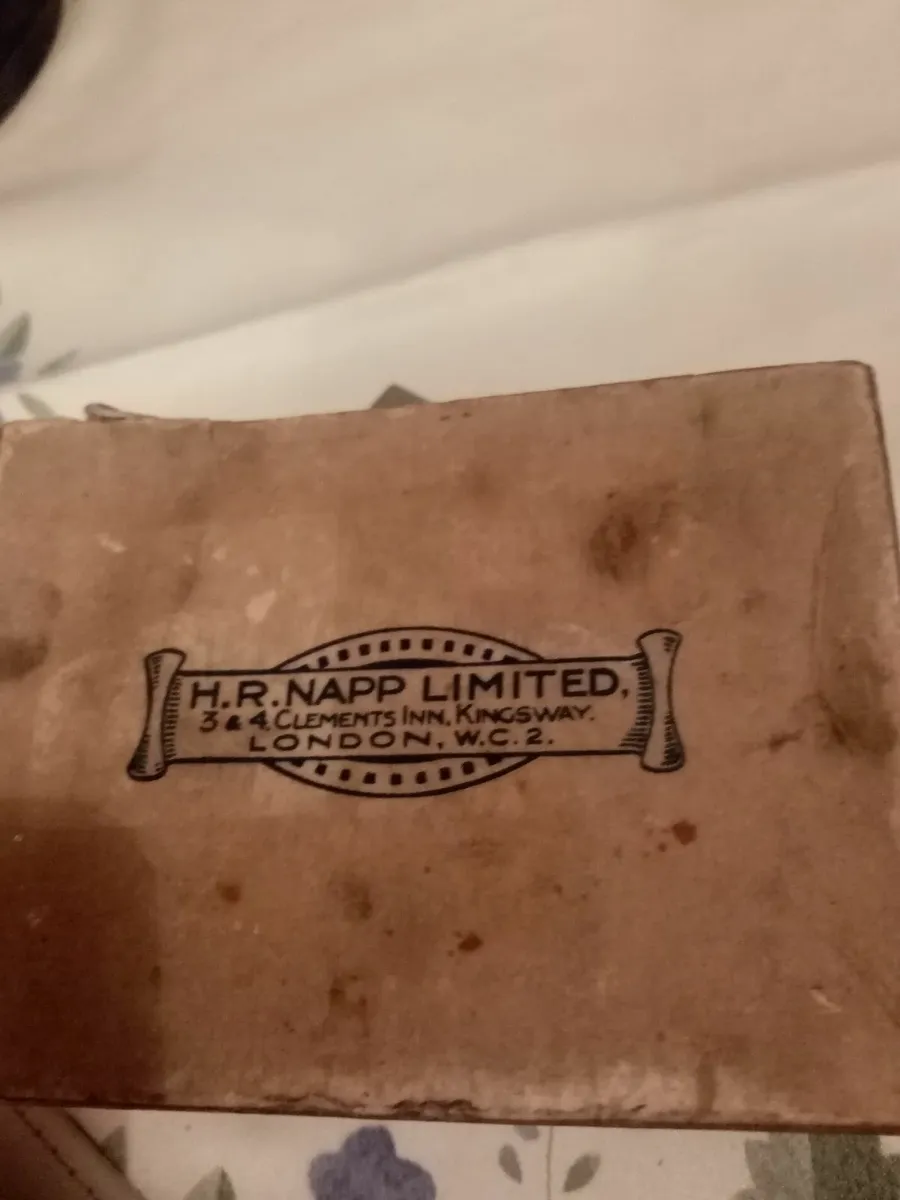 H.R.NAPP LIMITED,
3 & 4, CLEMENTS INN, KINGSWAY.
LONDON, W.C.2.